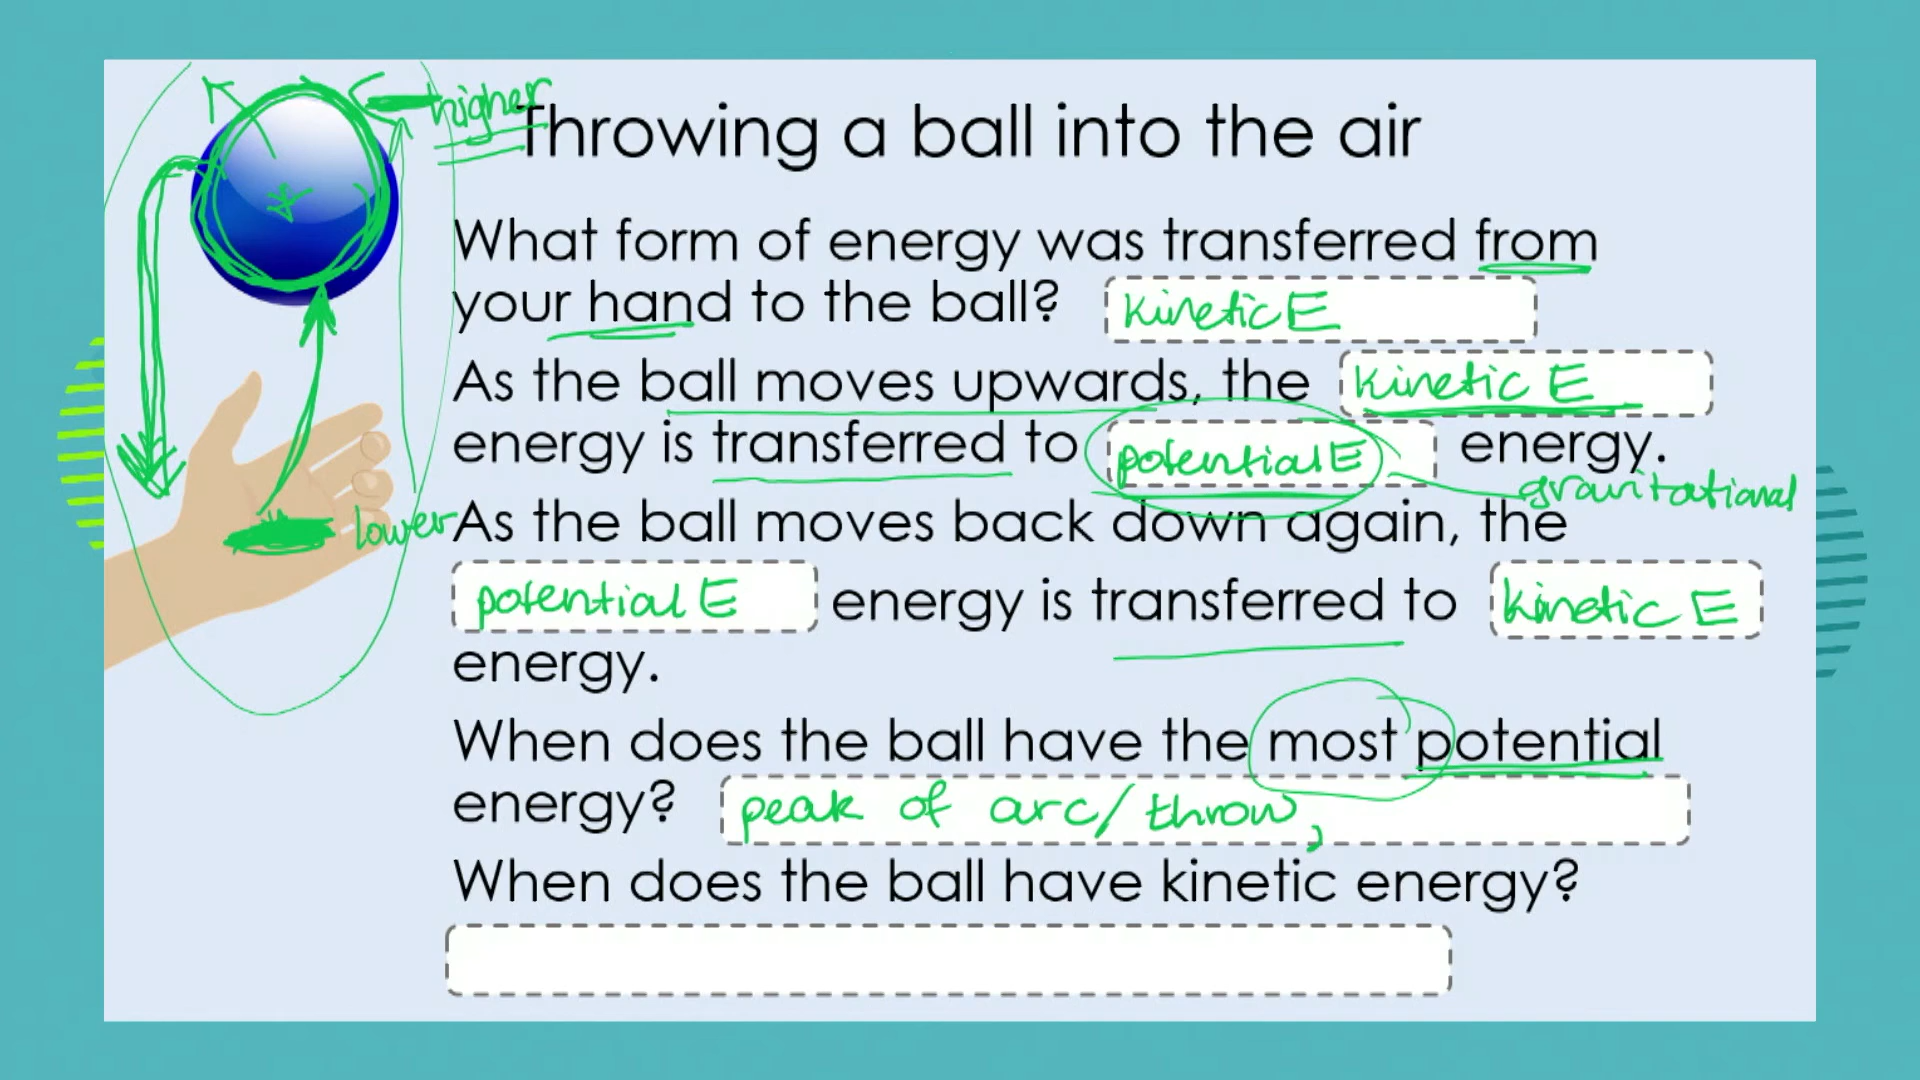 higher
Throwing a ball into the air
What form of energy was transferred from
your hand to the ball? kinetic E
As the ball moves upwards, the kinetic E
energy is transferred to potential E energy.
gravitational
lower
As the ball moves back down again, the
potential E energy is transferred to kinetic E
energy.
When does the ball have the most potential
energy? peak of arc/throw,
When does the ball have kinetic energy?